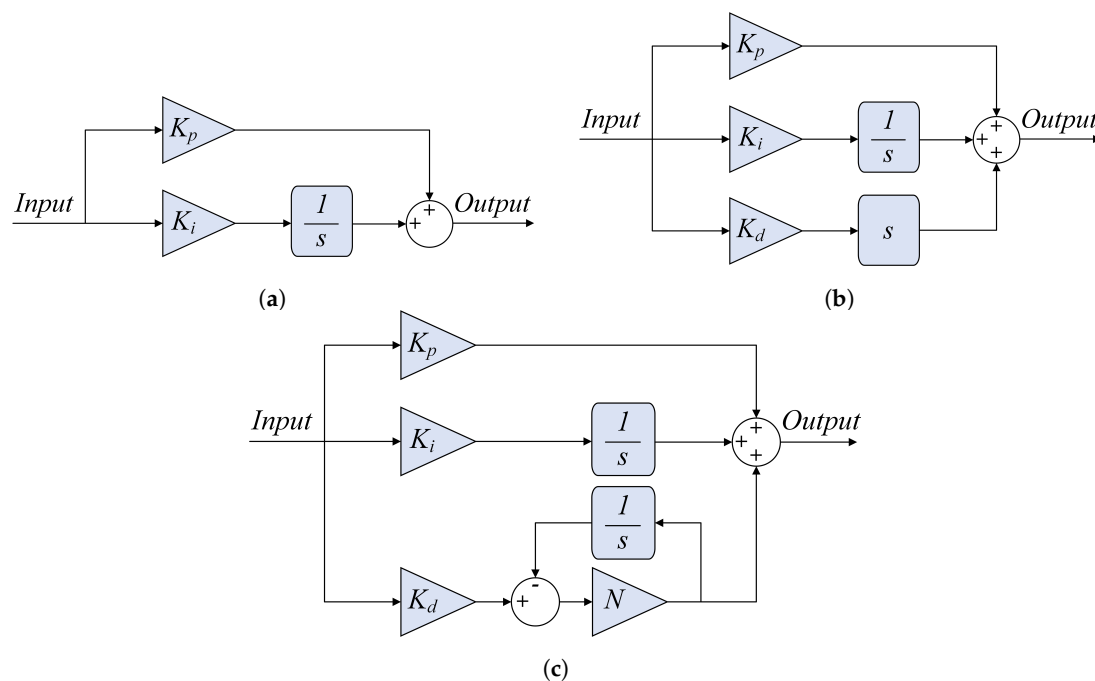 Input
K_p
K_i
1
s
+
+
Output
(a)
Input
K_p
K_i
K_d
1
s
s
+
+
+
Output
(b)
Input
K_p
K_i
K_d
1
s
1
s
-
+
N
+
+
+
Output
(c)